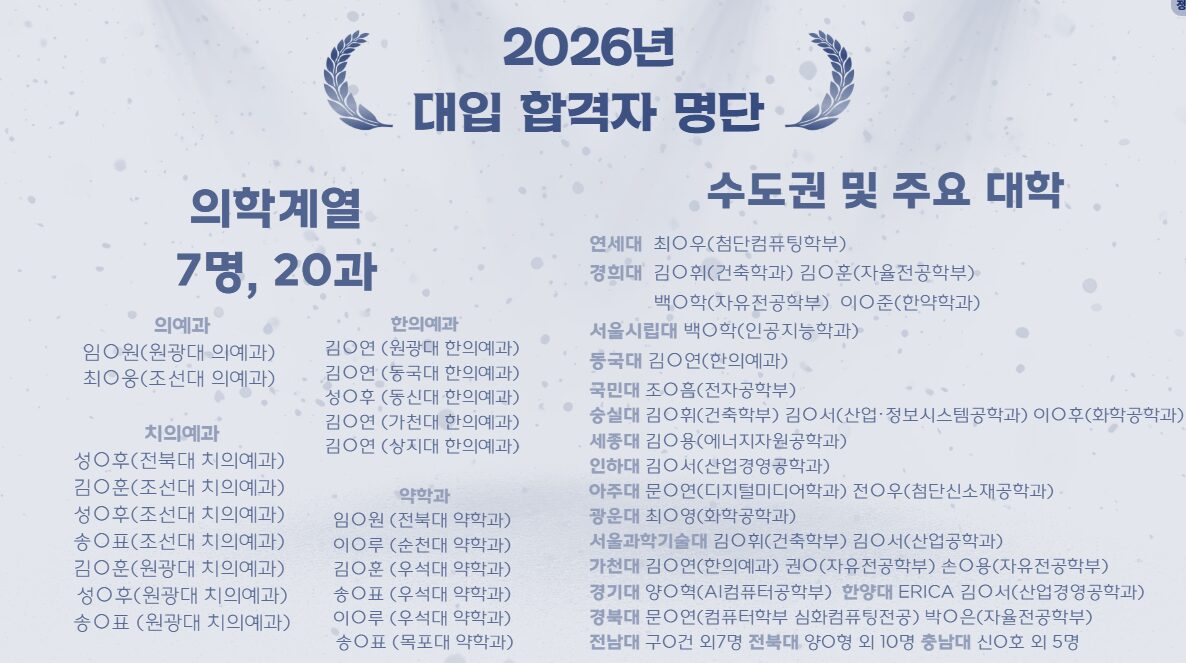 2026년
대입 합격자 명단
의학계열
7명, 20과
의예과
임O원(원광대 의예과)
최O웅(조선대 의예과)
치의예과
성O후(전북대 치의예과)
김O훈(조선대 치의예과)
성O후(조선대 치의예과)
송O표(조선대 치의예과)
김O훈(원광대 치의예과)
성O후(원광대 치의예과)
송O표 (원광대 치의예과)
한의예과
김O연 (원광대 한의예과)
김O연 (동국대 한의예과)
성O후 (동신대 한의예과)
김O연 (가천대 한의예과)
김O연 (상지대 한의예과)
약학과
임O원 (전북대 약학과)
이O루 (순천대 약학과)
김O훈 (우석대 약학과)
송O표 (우석대 약학과)
이O루 (우석대 약학과)
송O표 (목포대 약학과)
수도권 및 주요 대학
연세대 최O우(첨단컴퓨팅학부)
경희대 김O휘(건축학과) 김O훈(자율전공학부)
백O학(자유전공학부) 이O준(한약학과)
서울시립대 백O학(인공지능학과)
동국대 김O연(한의예과)
국민대 조O흠(전자공학부)
숭실대 김O휘(건축학부) 김O서(산업·정보시스템공학과) 이O후(화학공학과)
세종대 김O용(에너지자원공학과)
인하대 김O서(산업경영공학과)
아주대 문O연(디지털미디어학과) 전O우(첨단신소재공학과)
광운대 최O영(화학공학과)
서울과학기술대 김O휘(건축학부) 김O서(산업공학과)
가천대 김O연(한의예과) 권O(자유전공학부) 손O용(자유전공학부)
경기대 양O혁(AI컴퓨터공학부) 한양대 ERICA 김O서(산업경영공학과)
경북대 문O연(컴퓨터학부 심화컴퓨팅전공) 박O은(자율전공학부)
전남대 구O건 외7명 전북대 양O형 외 10명 충남대 신O호 외 5명